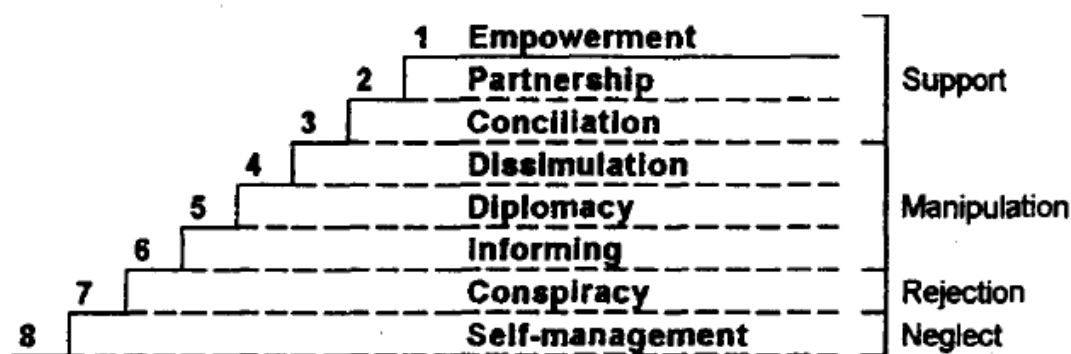 1 Empowerment
2 Partnership Support
3 Conciliation
4 Dissimulation
5 Diplomacy Manipulation
6 Informing
7 Conspiracy Rejection
8 Self-management Neglect